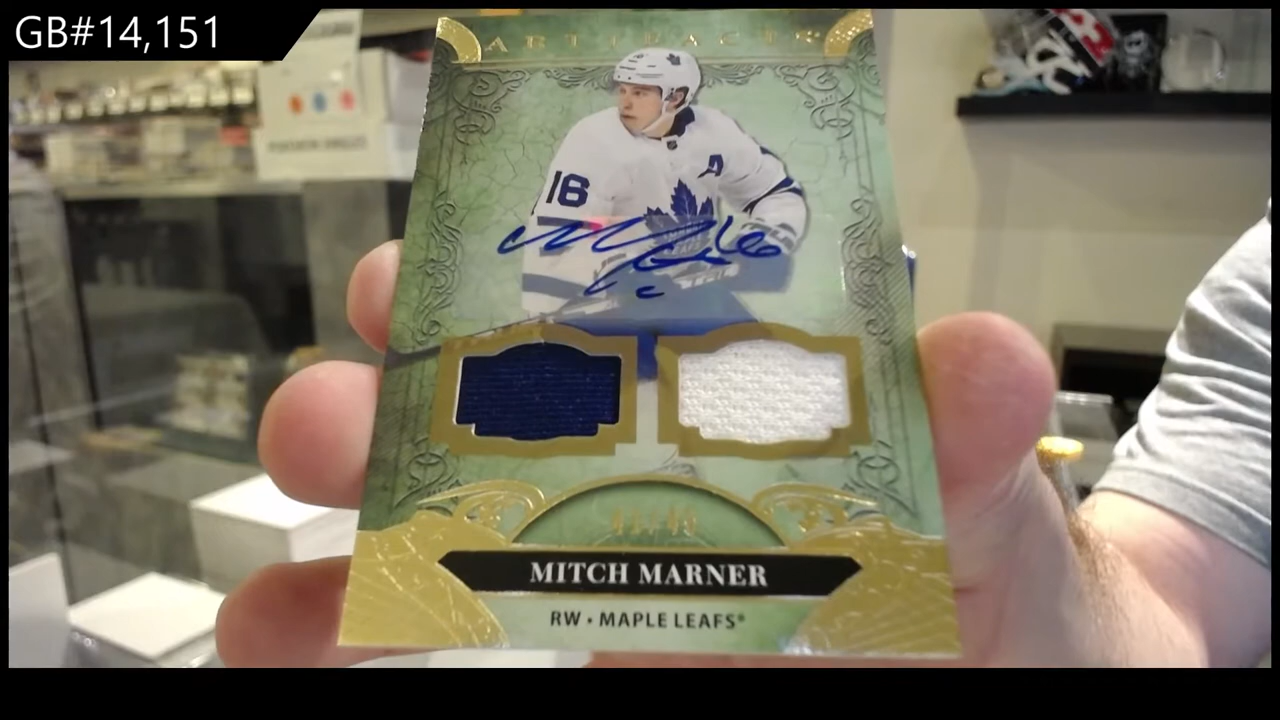 GB#14,151
ARTIFACTS
A
16
MITCH MARNER
RW • MAPLE LEAFS®